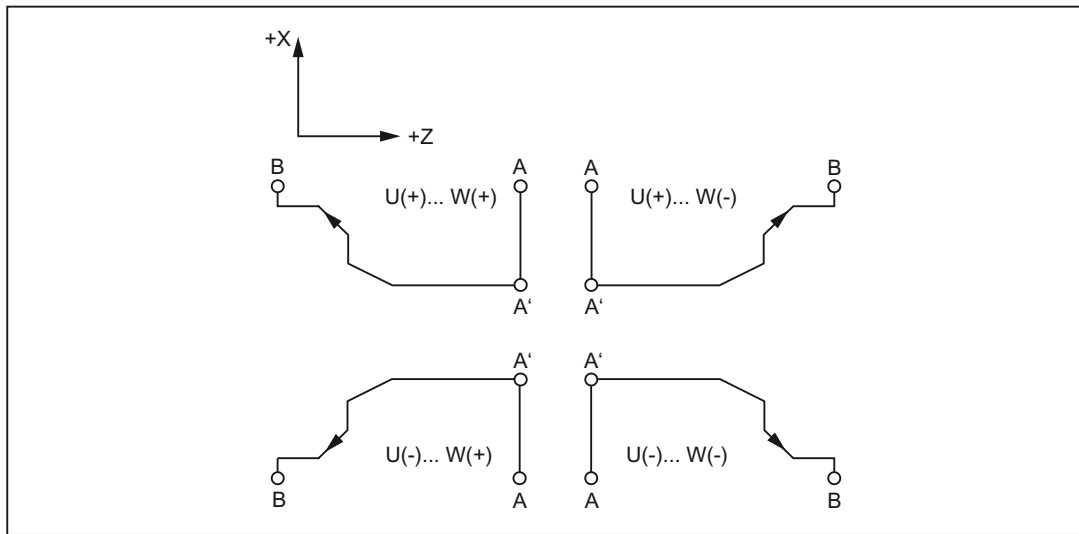 +X
+Z
B
A
A
B
U(+)... W(+)
U(+)... W(-)
A‘
A‘
A‘
A‘
U(-)... W(+)
U(-)... W(-)
B
A
A
B